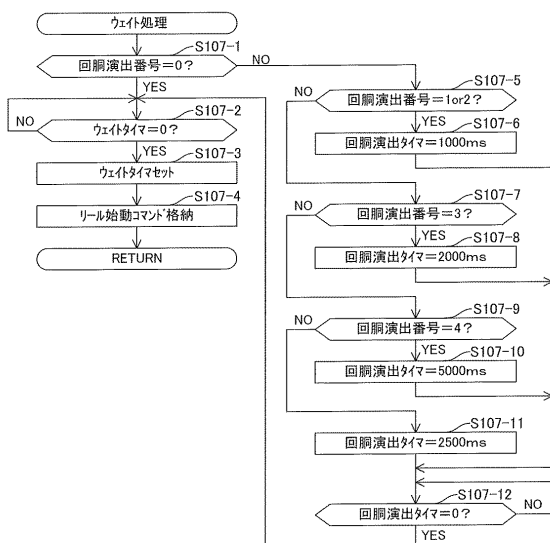 ウェイト処理
S107-1
回胴演出番号=0?
NO
YES
S107-2
ウェイトタイマ=0?
NO
YES
S107-3
ウェイトタイマセット
S107-4
リール始動コマンド格納
RETURN
S107-5
回胴演出番号=1or2?
NO
YES
S107-6
回胴演出タイマ=1000ms
S107-7
回胴演出番号=3?
NO
YES
S107-8
回胴演出タイマ=2000ms
S107-9
回胴演出番号=4?
NO
YES
S107-10
回胴演出タイマ=5000ms
S107-11
回胴演出タイマ=2500ms
S107-12
回胴演出タイマ=0?
NO
YES